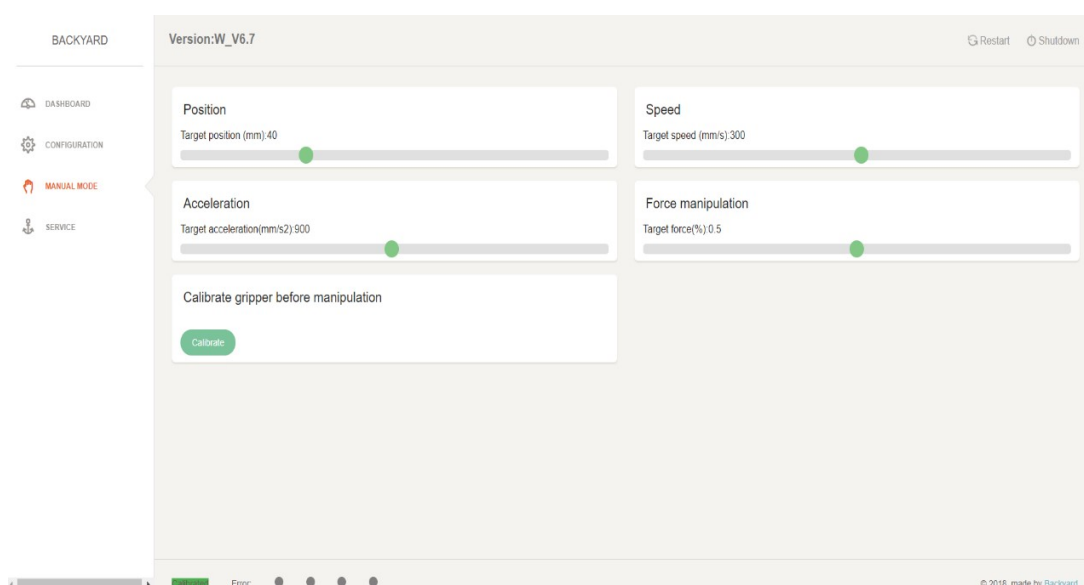 BACKYARD
Version:W_V6.7
Restart
Shutdown
DASHBOARD
CONFIGURATION
MANUAL MODE
SERVICE
Position
Target position (mm):40
Speed
Target speed (mm/s):300
Acceleration
Target acceleration(mm/s2):900
Force manipulation
Target force(%):0.5
Calibrate gripper before manipulation
Calibrate
Calibrated
Error:
© 2018, made by Backyard